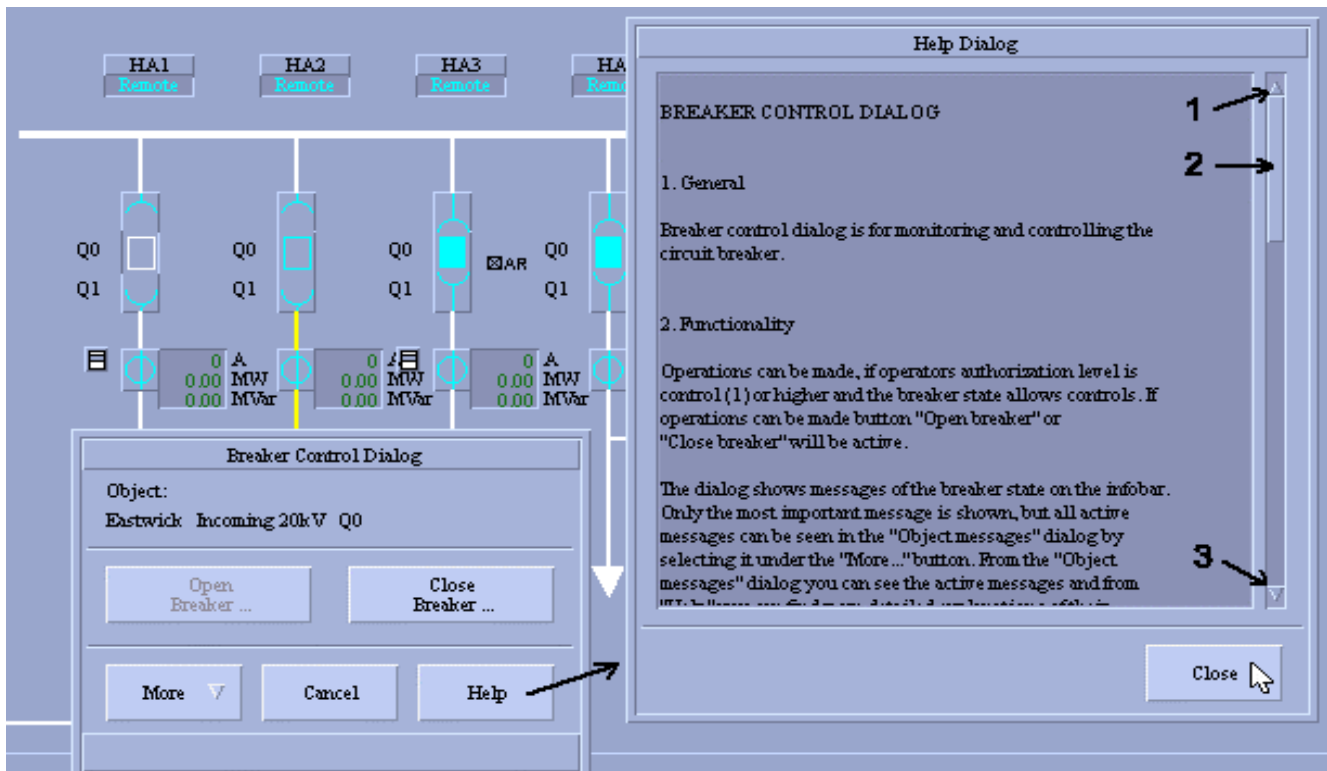 HA1
Remote
HA2
Remote
HA3
Remote
HA
Q0
Q1
Q0
Q1
Q0
Q1
AR
Q0
Q1
0 A
0.00 MW
0.00 MVar
0
0.00 MW
0.00 MVar
0 A
0.00 MW
0.00 MVar
Breaker Control Dialog
Object:
Eastwick Incoming 20kV Q0
Open
Breaker ...
Close
Breaker ...
More
Cancel
Help
Help Dialog
BREAKER CONTROL DIALOG
1. General
Breaker control dialog is for monitoring and controlling the
circuit breaker.
2. Functionality
Operations can be made, if operators authorization level is
control (1) or higher and the breaker state allows controls. If
operations can be made button "Open breaker" or
"Close breaker" will be active.
The dialog shows messages of the breaker state on the infobar.
Only the most important message is shown, but all active
messages can be seen in the "Object messages" dialog by
selecting it under the "More..." button. From the "Object
messages" dialog you can see the active messages and from
1
2
3
Close